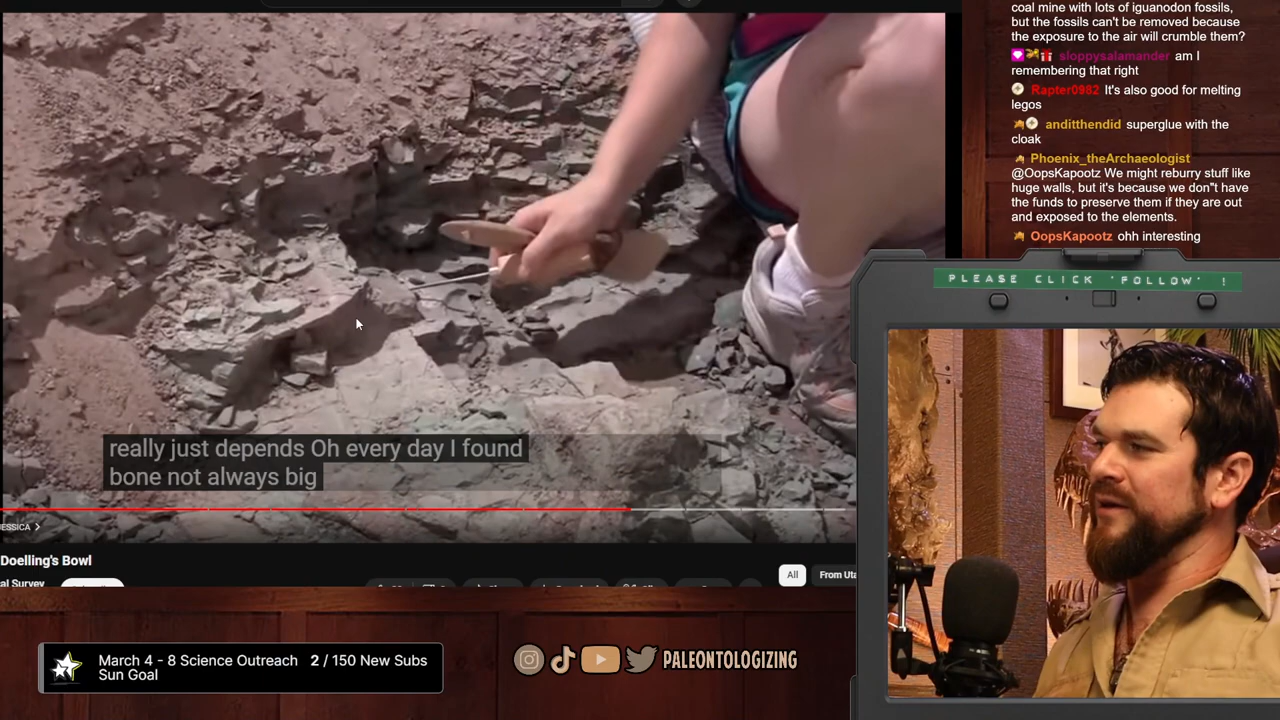 coal mine with lots of iguanodon fossils,
but the fossils can't be removed because
the exposure to the air will crumble them?
sloppysalamander am I
remembering that right
Rapter0982 It's also good for melting
legos
anditthendid superglue with the
cloak
Phoenix_theArchaeologist
@OopsKapootz We might reburry stuff like
huge walls, but it's because we don"t have
the funds to preserve them if they are out
and exposed to the elements.
OopsKapootz ohh interesting
PLEASE CLICK 'FOLLOW' !
really just depends Oh every day I found
bone not always big
ESSICA
Doelling's Bowl
al Survey
All From Uta
March 4 - 8 Science Outreach 2 / 150 New Subs
Sun Goal
PALEONTOLOGIZING